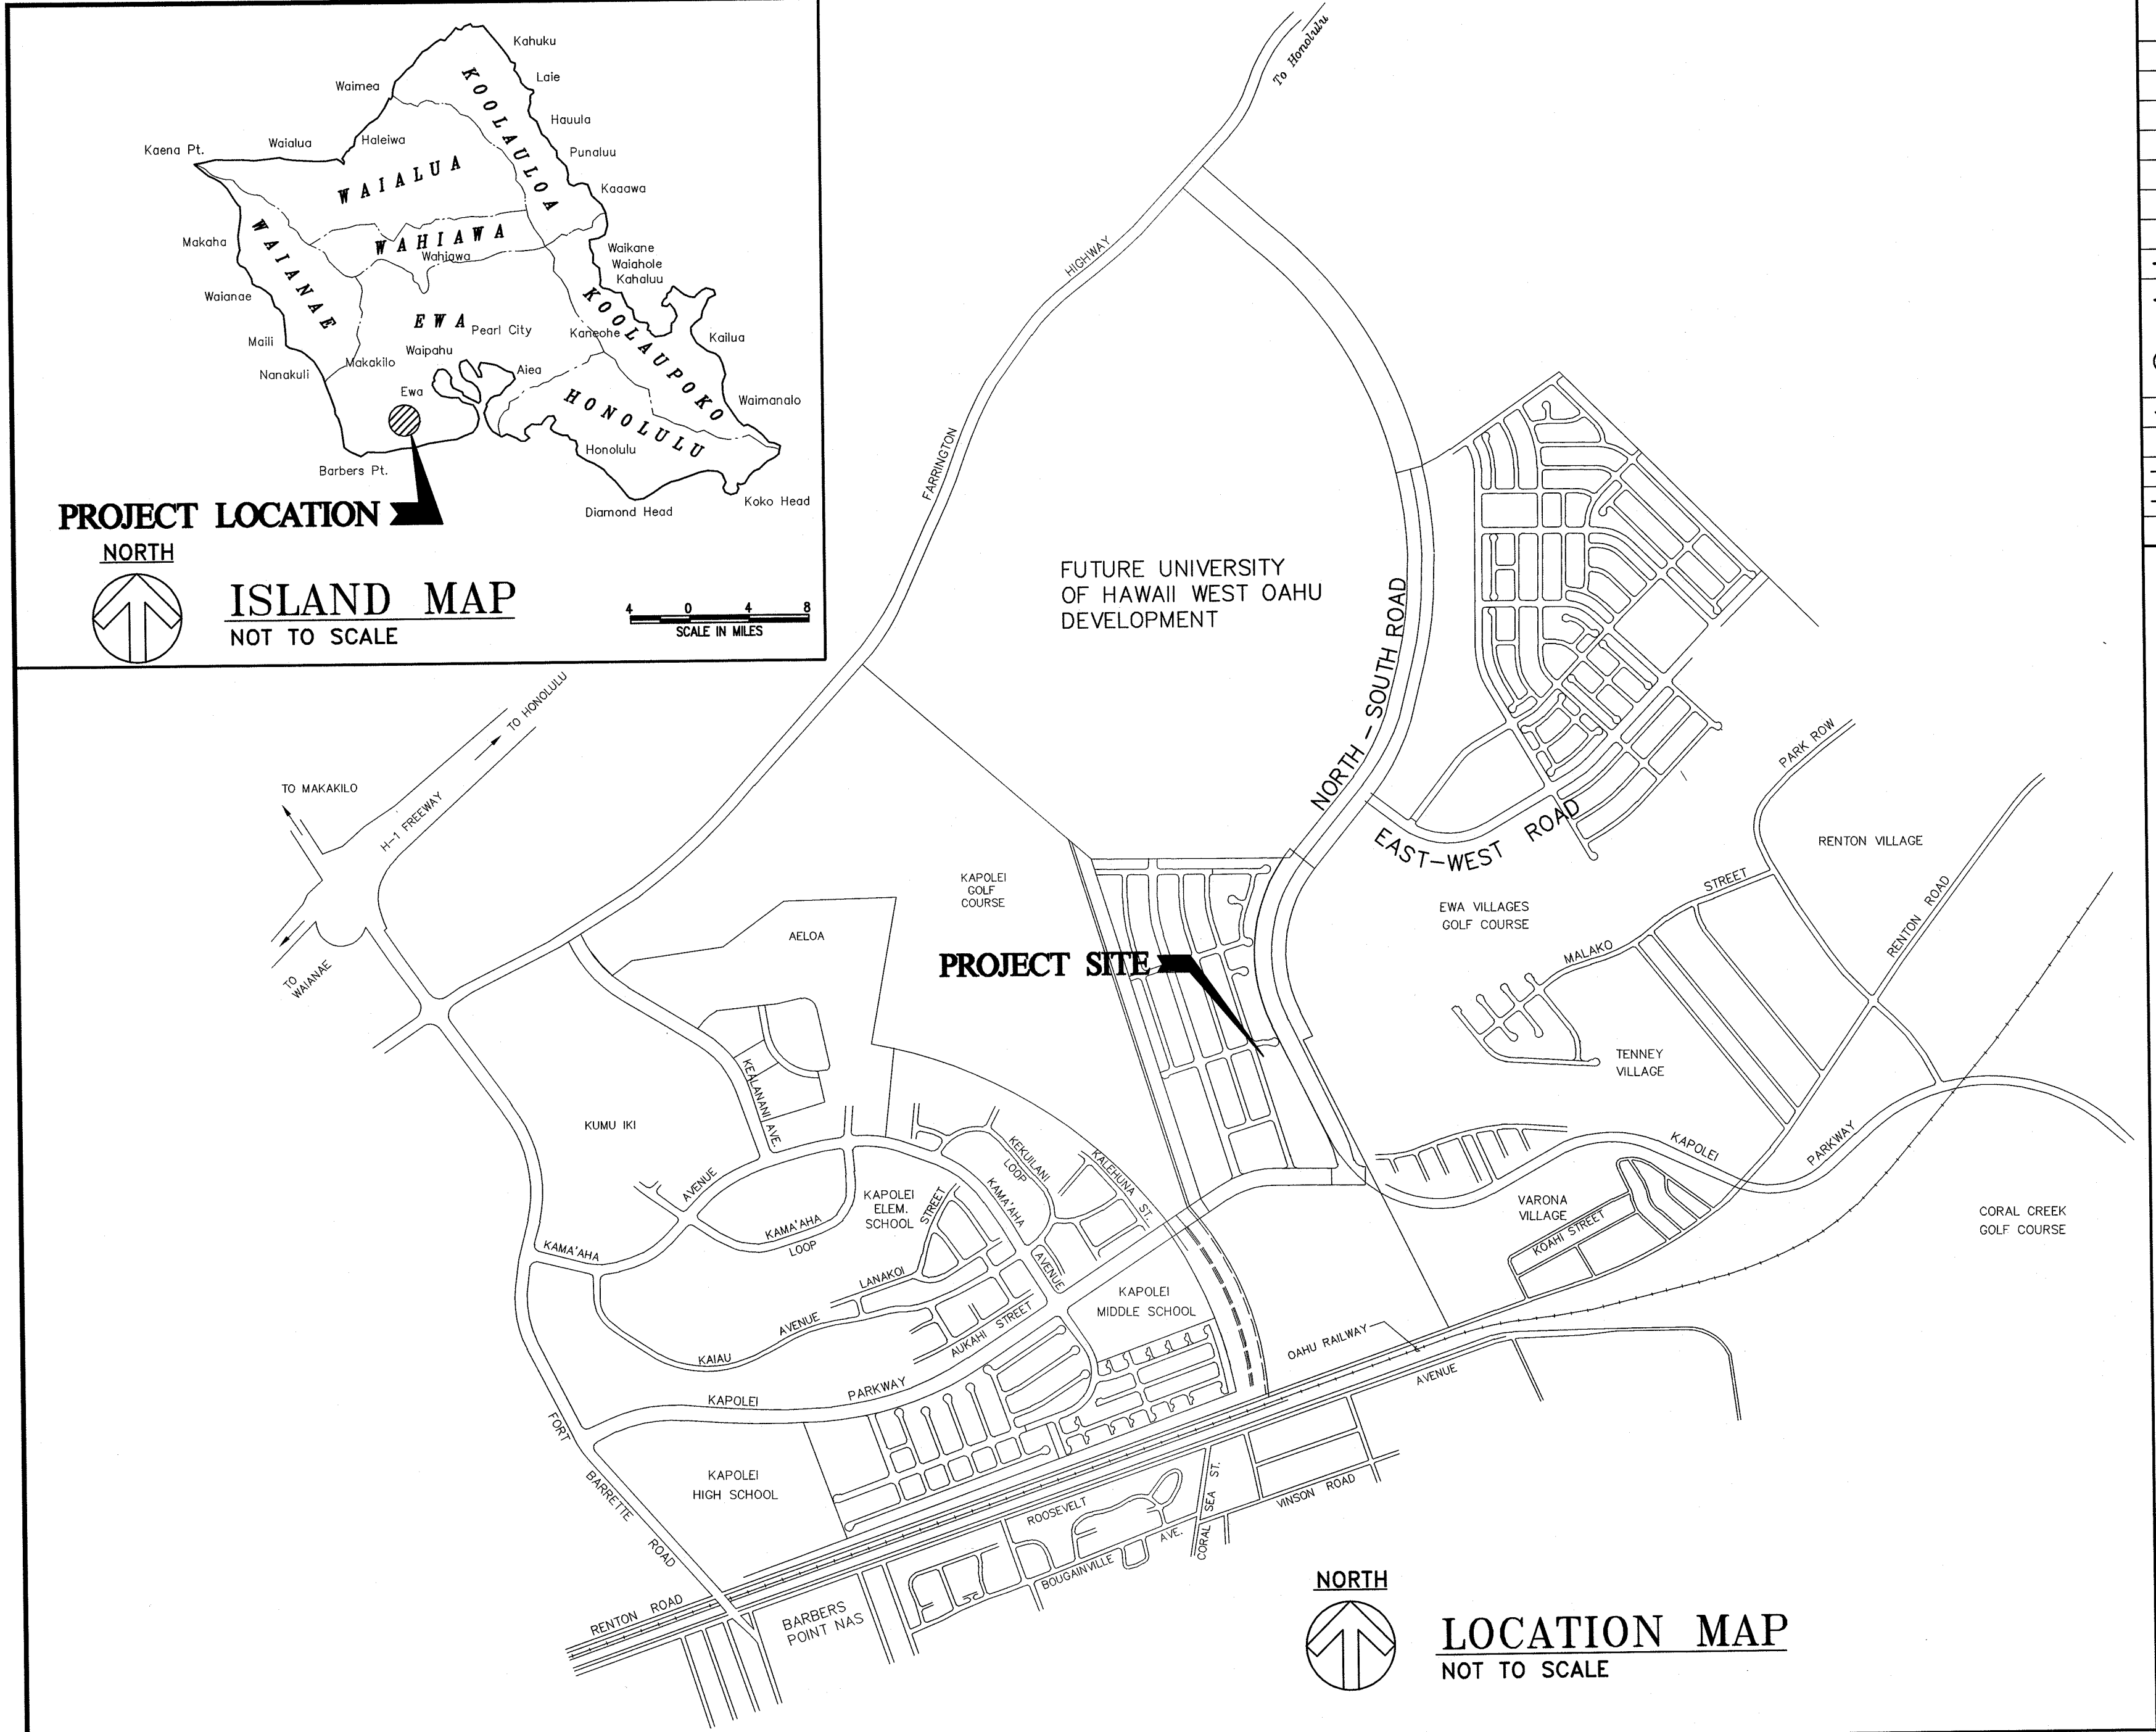 Kahuku
Waimea
Laie
KOOLAULOA
Hauula
Kaena Pt.
Waialua
Haleiwa
Punaluu
WAIALUA
Kaaawa
WAIANAE
WAHIAWA
Wahiawa
Makaha
Waikane
Waiahole
Kahaluu
Waianae
KOOLAUPOKO
EWA
Pearl City
Kaneohe
Kailua
Maili
Waipahu
Makakilo
Nanakuli
Aiea
Ewa
HONOLULU
Waimanalo
Honolulu
Barbers Pt.
Koko Head
Diamond Head
PROJECT LOCATION
NORTH
ISLAND MAP
NOT TO SCALE
4 0 4 8
SCALE IN MILES
To Honolulu
HIGHWAY
FARRINGTON
FUTURE UNIVERSITY
OF HAWAII WEST OAHU
DEVELOPMENT
NORTH - SOUTH ROAD
EAST-WEST ROAD
TO HONOLULU
TO MAKAKILO
H-1 FREEWAY
TO
WAIANAE
PARK ROW
RENTON VILLAGE
STREET
MALAKO
RENTON ROAD
EWA VILLAGES
GOLF COURSE
KAPOLEI
GOLF
COURSE
AELOA
PROJECT SITE
TENNEY
VILLAGE
KEALANANI AVE.
KUMU IKI
KEKUILANI
LOOP
KALEHUNA ST.
KAPOLEI
PARKWAY
AVENUE
KAMA'AHA
KAPOLEI
ELEM.
SCHOOL
STREET
KAMA'AHA
AVENUE
KAMA'AHA
LOOP
VARONA
VILLAGE
KOAHI STREET
CORAL CREEK
GOLF COURSE
LANAKOI
KAPOLEI
MIDDLE SCHOOL
AVENUE
KAIAU
AUKAHI STREET
OAHU RAILWAY
AVENUE
KAPOLEI
PARKWAY
FORT
BARRETTE
ROAD
KAPOLEI
HIGH SCHOOL
ROOSEVELT
CORAL SEA ST.
VINSON ROAD
BOUGAINVILLE AVE.
RENTON ROAD
BARBERS
POINT NAS
NORTH
LOCATION MAP
NOT TO SCALE